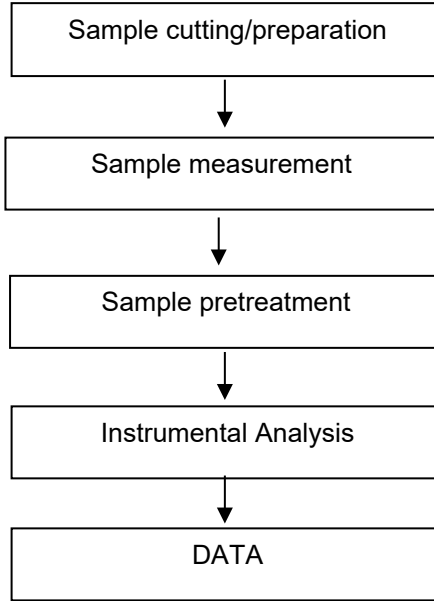 Sample cutting/preparation
Sample measurement
Sample pretreatment
Instrumental Analysis
DATA